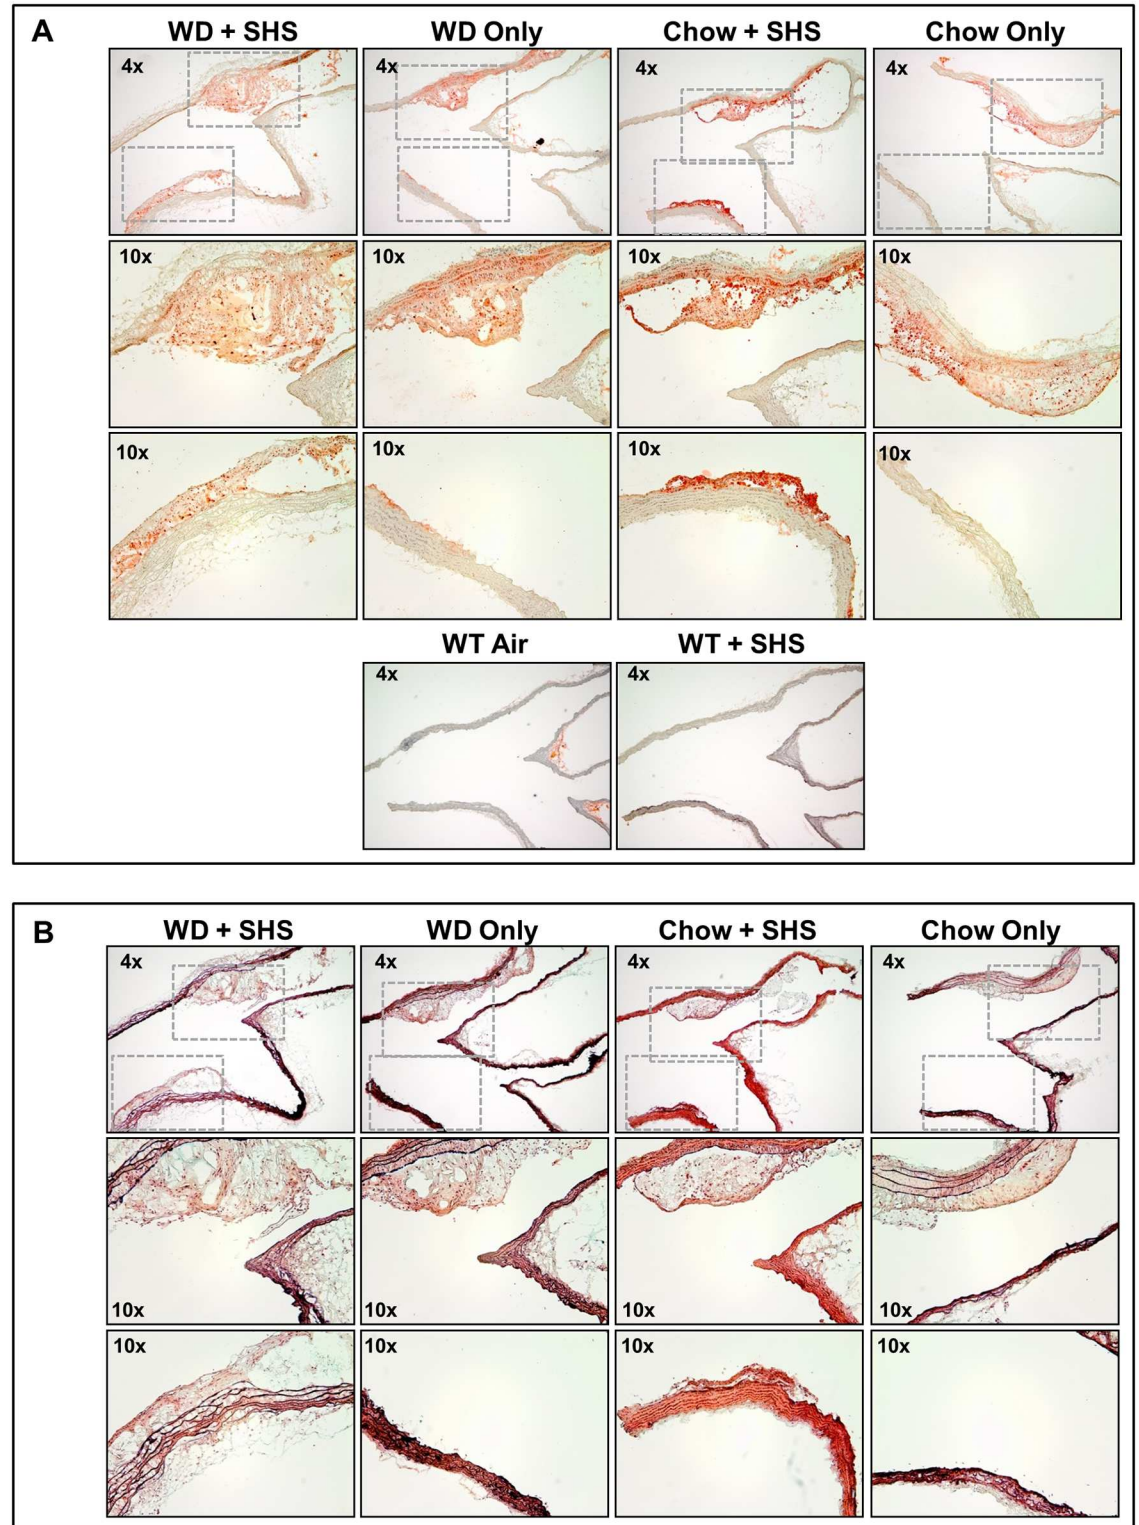 A
WD + SHS WD Only Chow + SHS Chow Only
4x 4x 4x 4x
10x 10x 10x 10x
10x 10x 10x 10x
WT Air WT + SHS
4x 4x
B
WD + SHS WD Only Chow + SHS Chow Only
4x 4x 4x 4x
10x 10x 10x 10x
10x 10x 10x 10x